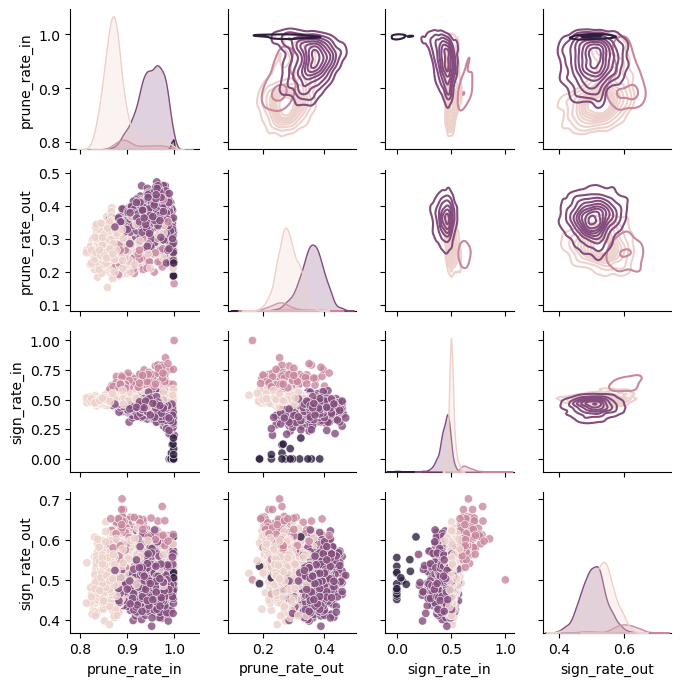 prune_rate_in
1.0
0.9
0.8
prune_rate_out
0.5
0.4
0.3
0.2
0.1
sign_rate_in
1.00
0.75
0.50
0.25
0.00
sign_rate_out
0.7
0.6
0.5
0.4
0.8 0.9 1.0
0.2 0.4
0.0 0.5 1.0
0.4 0.6
prune_rate_in prune_rate_out sign_rate_in sign_rate_out